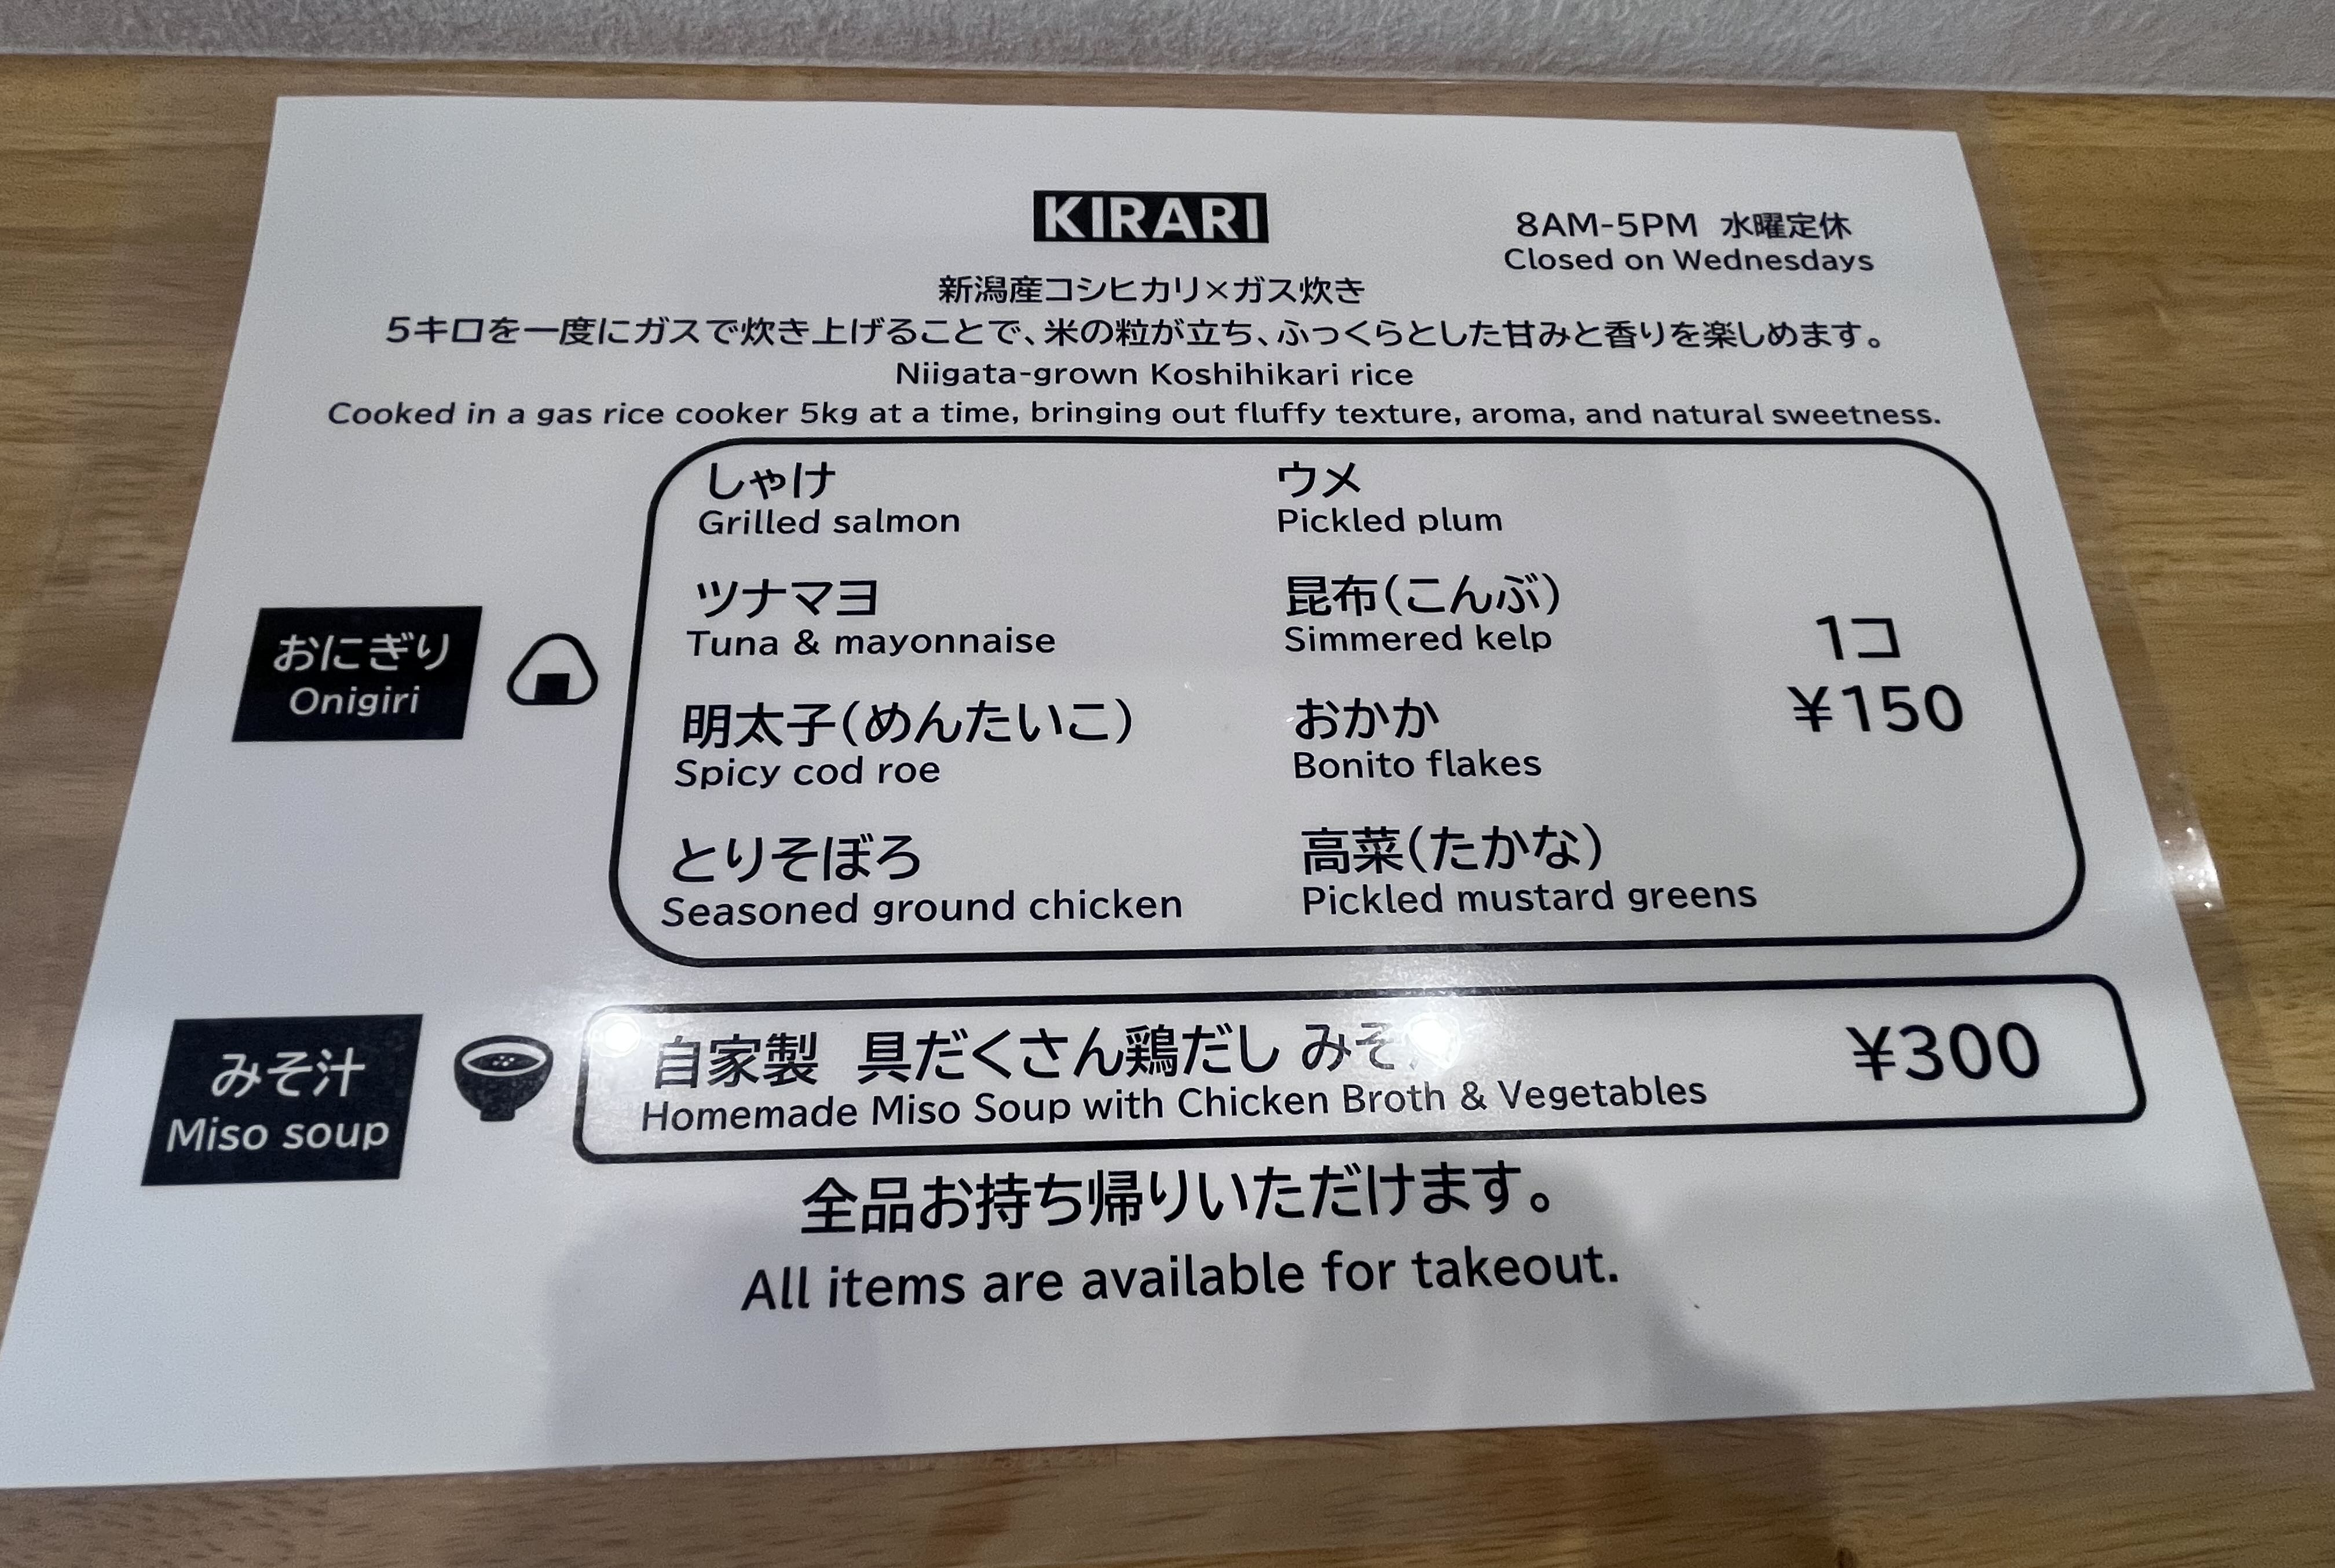 KIRARI
8AM-5PM 水曜定休
Closed on Wednesdays
新潟産コシヒカリ×ガス炊き
5キロを一度にガスで炊き上げることで、米の粒が立ち、ふっくらとした甘みと香りを楽しめます。
Niigata-grown Koshihikari rice
Cooked in a gas rice cooker 5kg at a time, bringing out fluffy texture, aroma, and natural sweetness.
おにぎり
Onigiri
しゃけ
Grilled salmon
ウメ
Pickled plum
ツナマヨ
Tuna & mayonnaise
昆布(こんぶ)
Simmered kelp
明太子(めんたいこ)
Spicy cod roe
おかか
Bonito flakes
とりそぼろ
Seasoned ground chicken
高菜(たかな)
Pickled mustard greens
1コ
¥150
みそ汁
Miso soup
自家製 具だくさん鶏だし みそ
Homemade Miso Soup with Chicken Broth & Vegetables
¥300
全品お持ち帰りいただけます。
All items are available for takeout.